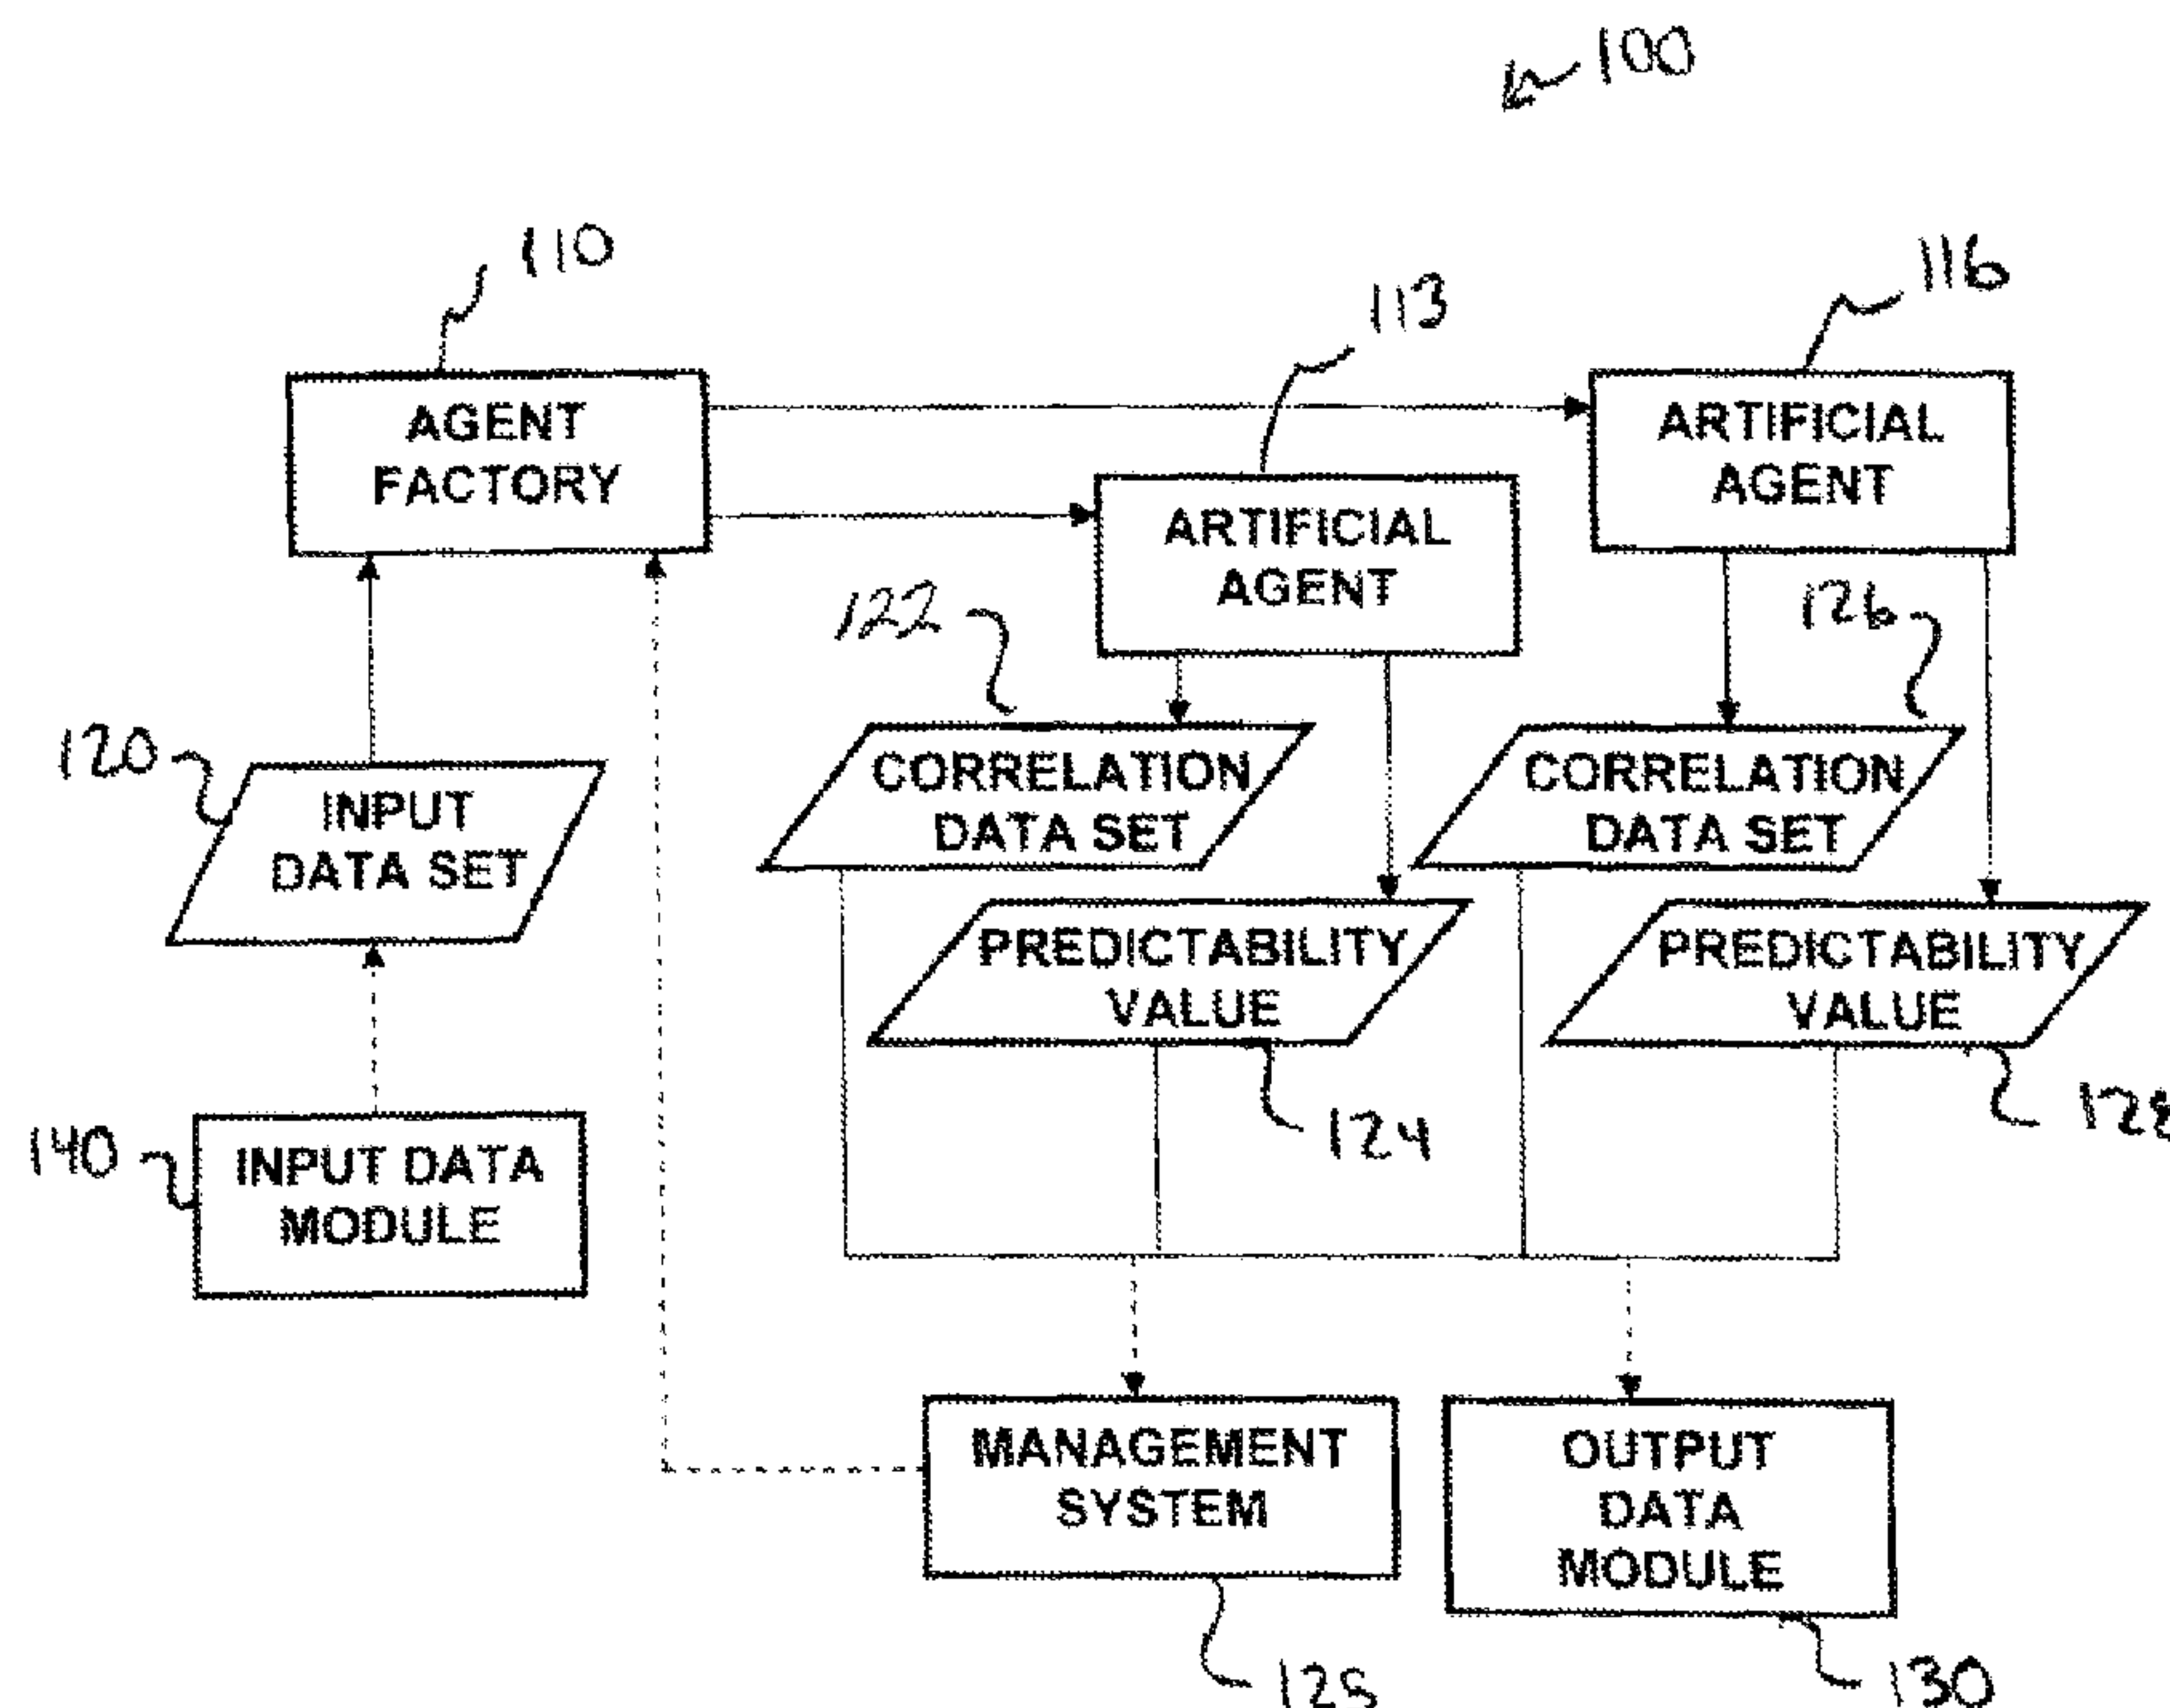 100
110
113
116
AGENT
FACTORY
ARTIFICIAL
AGENT
ARTIFICIAL
AGENT
122
126
120
INPUT
DATA SET
CORRELATION
DATA SET
CORRELATION
DATA SET
PREDICTABILITY
VALUE
PREDICTABILITY
VALUE
124
128
140
INPUT DATA
MODULE
MANAGEMENT
SYSTEM
OUTPUT
DATA
MODULE
125
130